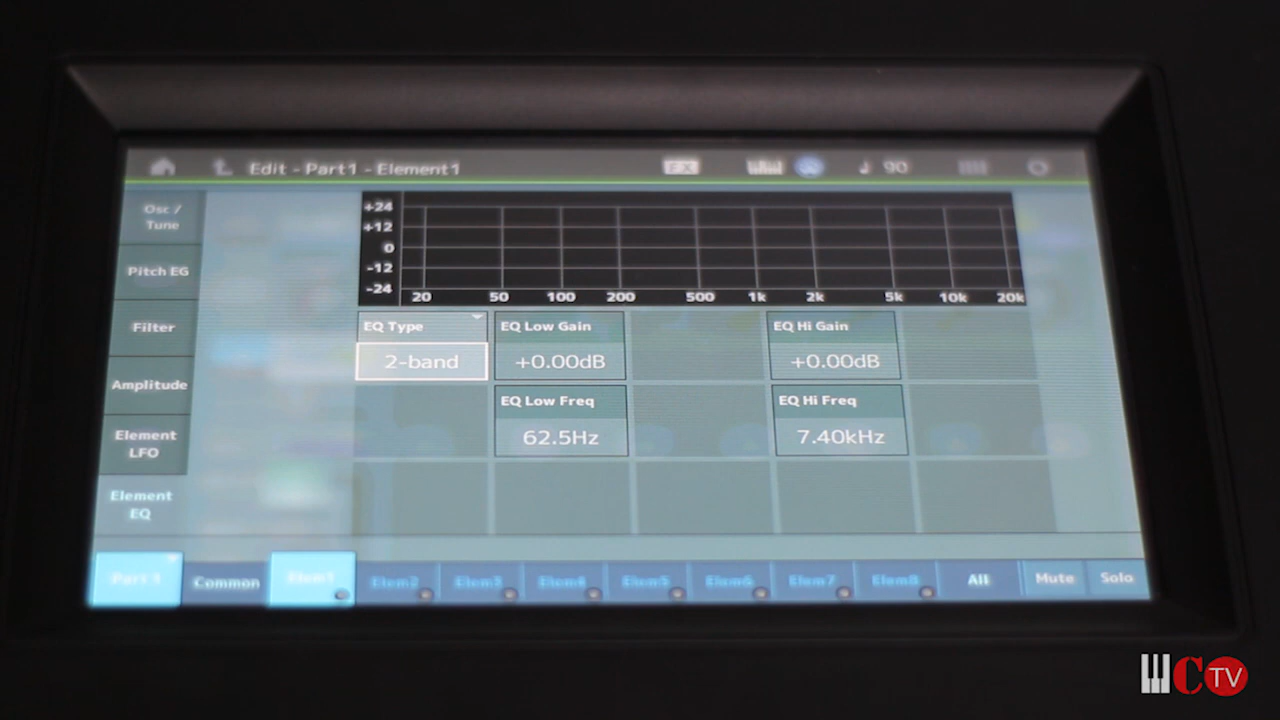 Edit - Part1 - Element1
FX
♩ 90
Osc /
Tune
Pitch EG
Filter
Amplitude
Element
LFO
Element
EQ
+24
+12
0
-12
-24
20 50 100 200 500 1k 2k 5k 10k 20k
EQ Type
2-band
EQ Low Gain
+0.00dB
EQ Hi Gain
+0.00dB
EQ Low Freq
62.5Hz
EQ Hi Freq
7.40kHz
Part 1 Common Elem1 Elem2 Elem3 Elem4 Elem5 Elem6 Elem7 Elem8 All Mute Solo
CTV